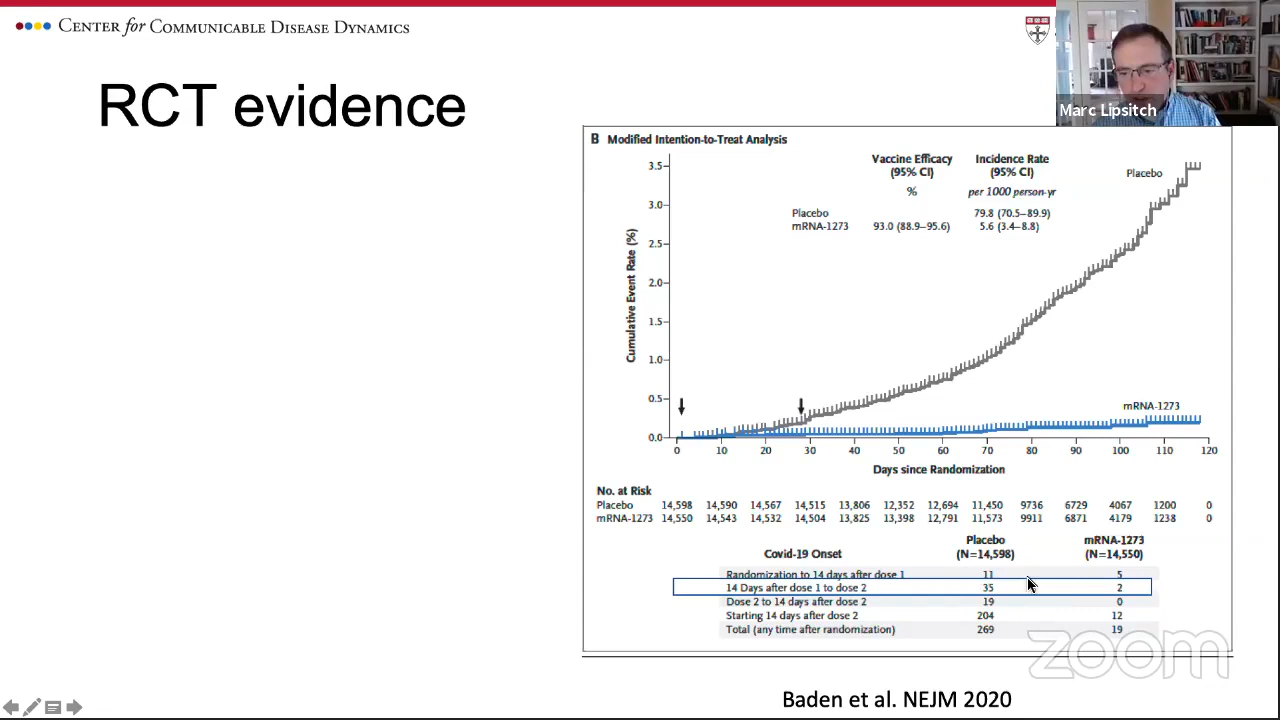 CENTER for COMMUNICABLE DISEASE DYNAMICS
Marc Lipsitch
RCT evidence
B Modified Intention-to-Treat Analysis
Vaccine Efficacy (95% CI)
Incidence Rate (95% CI)
% per 1000 person-yr
Placebo 79.8 (70.5–89.9)
mRNA-1273 93.0 (88.9–95.6) 5.6 (3.4–8.8)
Placebo
mRNA-1273
Cumulative Event Rate (%)
3.5
3.0
2.5
2.0
1.5
1.0
0.5
0.0
0 10 20 30 40 50 60 70 80 90 100 110 120
Days since Randomization
No. at Risk
Placebo 14,598 14,590 14,567 14,515 13,806 12,352 12,694 11,450 9736 6729 4067 1200 0
mRNA-1273 14,550 14,543 14,532 14,504 13,825 13,398 12,791 11,573 9911 6871 4179 1238 0
Covid-19 Onset
Placebo (N=14,598)
mRNA-1273 (N=14,550)
Randomization to 14 days after dose 1 11 5
14 Days after dose 1 to dose 2 35 2
Dose 2 to 14 days after dose 2 19 0
Starting 14 days after dose 2 204 12
Total (any time after randomization) 269 19
zoom
Baden et al. NEJM 2020